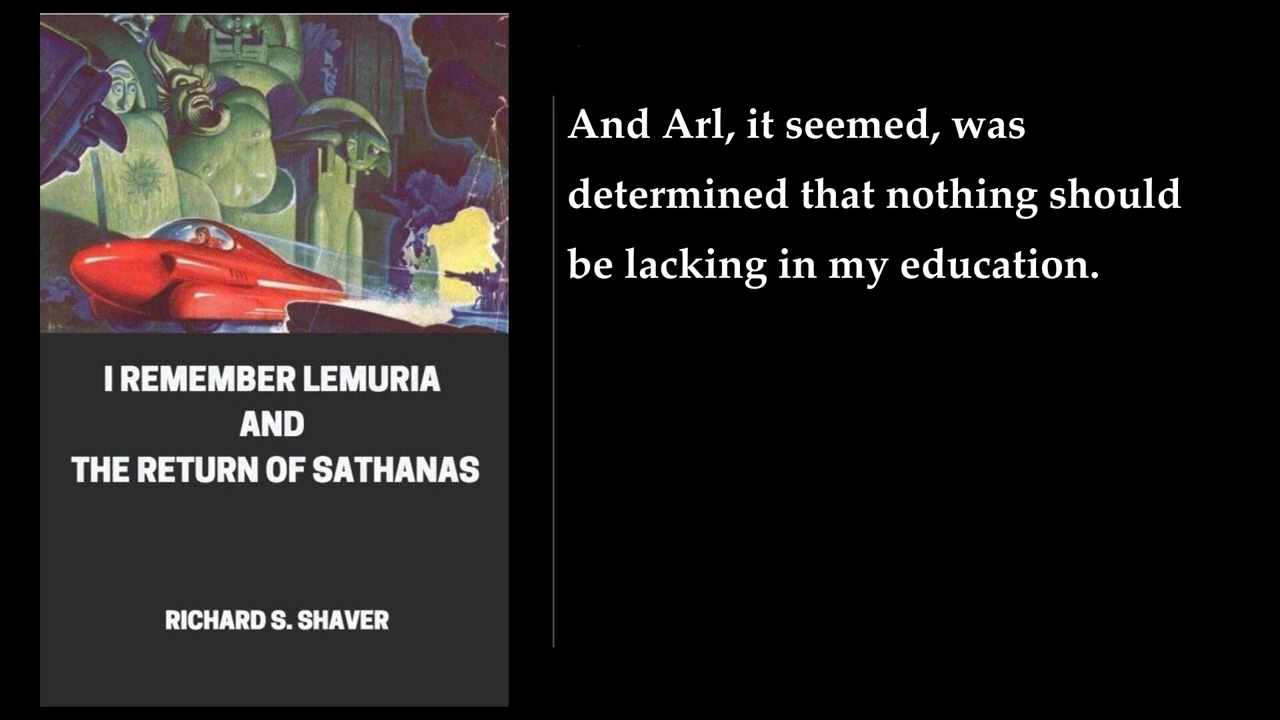 I REMEMBER LEMURIA
AND
THE RETURN OF SATHANAS
RICHARD S. SHAVER
And Arl, it seemed, was
determined that nothing should
be lacking in my education.